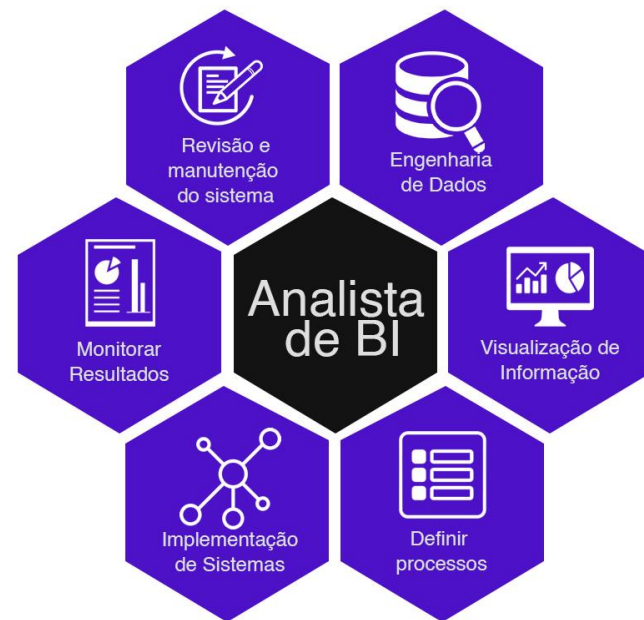 Revisão e
manutenção
do sistema
Engenharia
de Dados
Monitorar
Resultados
Analista
de BI
Visualização de
Informação
Implementação
de Sistemas
Definir
processos